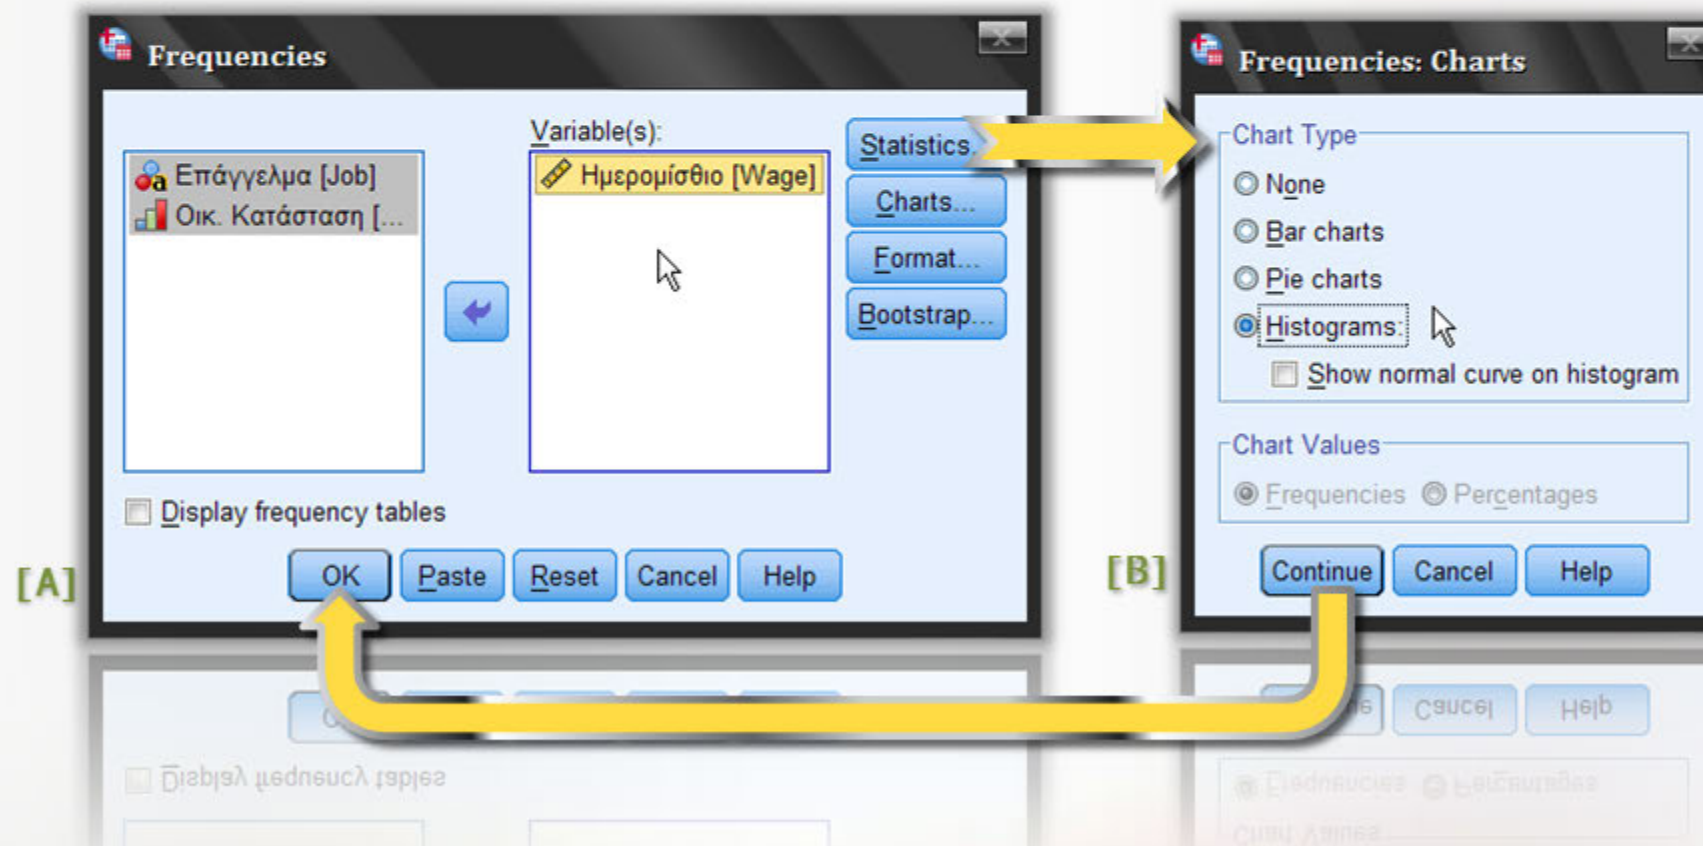 Frequencies
Variable(s):
Επάγγελμα [Job]
Οικ. Κατάσταση [...
Ημερομίσθιο [Wage]
Statistics.
Charts...
Format...
Bootstrap...
Display frequency tables
OK Paste Reset Cancel Help
[A]
Frequencies: Charts
Chart Type
None
Bar charts
Pie charts
Histograms:
Show normal curve on histogram
Chart Values
Frequencies Percentages
Continue Cancel Help
[B]